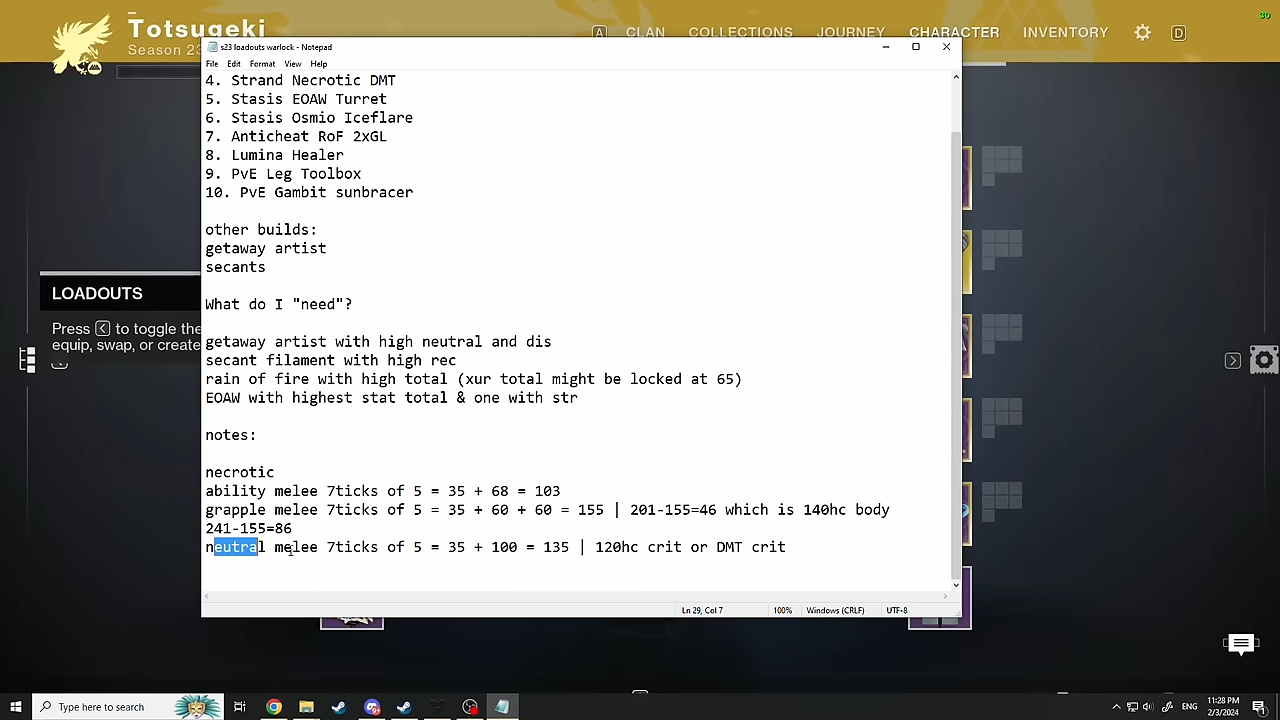 Totsugeki
Season 23
A CLAN COLLECTIONS JOURNEY CHARACTER INVENTORY D
s23 loadouts warlock - Notepad
File Edit Format View Help
4. Strand Necrotic DMT
5. Stasis EOAW Turret
6. Stasis Osmio Iceflare
7. Anticheat RoF 2xGL
8. Lumina Healer
9. PvE Leg Toolbox
10. PvE Gambit sunbracer
other builds:
getaway artist
secants
What do I "need"?
getaway artist with high neutral and dis
secant filament with high rec
rain of fire with high total (xur total might be locked at 65)
EOAW with highest stat total & one with str
notes:
necrotic
ability melee 7ticks of 5 = 35 + 68 = 103
grapple melee 7ticks of 5 = 35 + 60 + 60 = 155 | 201-155=46 which is 140hc body
241-155=86
neutral melee 7ticks of 5 = 35 + 100 = 135 | 120hc crit or DMT crit
Ln 29, Col 7 100% Windows (CRLF) UTF-8
LOADOUTS
Press < to toggle the
equip, swap, or create
Type here to search
ENG
11:28 PM
2/3/2024